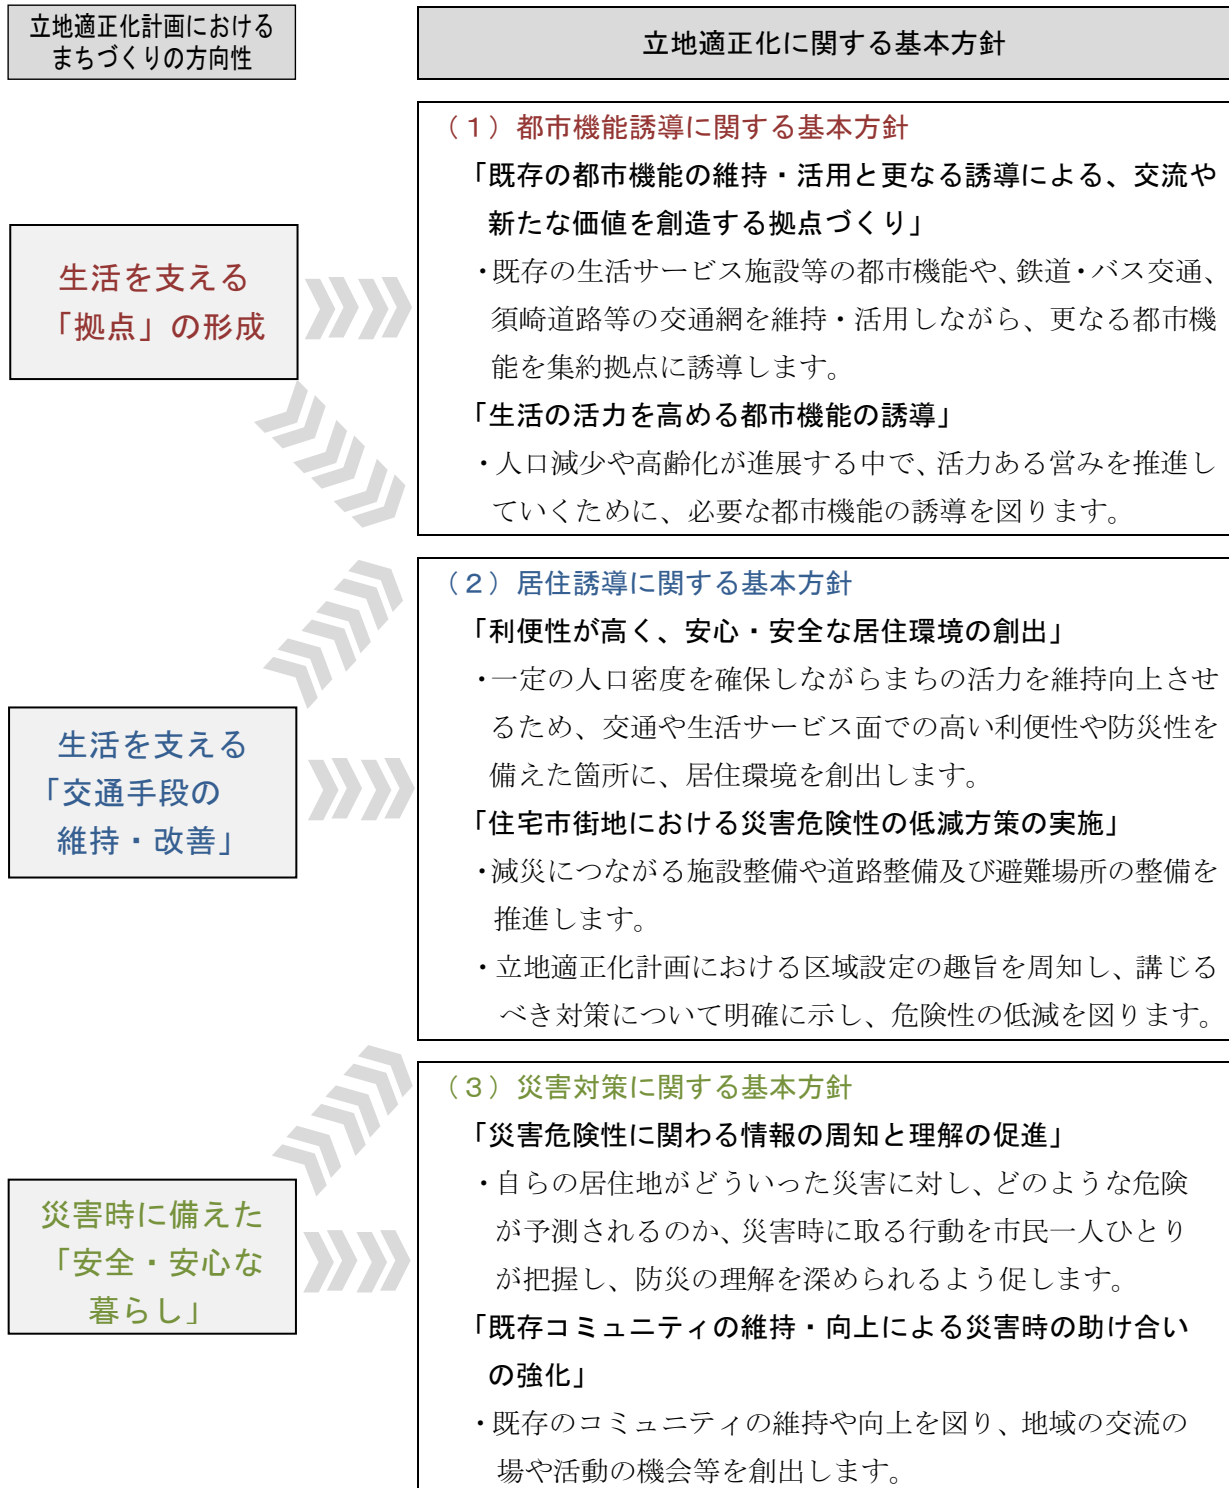 立地適正化計画における
まちづくりの方向性
立地適正化に関する基本方針
生活を支える
「拠点」の形成
（１）都市機能誘導に関する基本方針
「既存の都市機能の維持・活用と更なる誘導による、交流や
新たな価値を創造する拠点づくり」
・既存の生活サービス施設等の都市機能や、鉄道・バス交通、
須崎道路等の交通網を維持・活用しながら、更なる都市機
能を集約拠点に誘導します。
「生活の活力を高める都市機能の誘導」
・人口減少や高齢化が進展する中で、活力ある営みを推進し
ていくために、必要な都市機能の誘導を図ります。
生活を支える
「交通手段の
維持・改善」
（２）居住誘導に関する基本方針
「利便性が高く、安心・安全な居住環境の創出」
・一定の人口密度を確保しながらまちの活力を維持向上させ
るため、交通や生活サービス面での高い利便性や防災性を
備えた箇所に、居住環境を創出します。
「住宅市街地における災害危険性の低減方策の実施」
・減災につながる施設整備や道路整備及び避難場所の整備を
推進します。
・立地適正化計画における区域設定の趣旨を周知し、講じる
べき対策について明確に示し、危険性の低減を図ります。
災害時に備えた
「安全・安心な
暮らし」
（３）災害対策に関する基本方針
「災害危険性に関わる情報の周知と理解の促進」
・自らの居住地がどういった災害に対し、どのような危険
が予測されるのか、災害時に取る行動を市民一人ひとり
が把握し、防災の理解を深められるよう促します。
「既存コミュニティの維持・向上による災害時の助け合い
の強化」
・既存のコミュニティの維持や向上を図り、地域の交流の
場や活動の機会等を創出します。